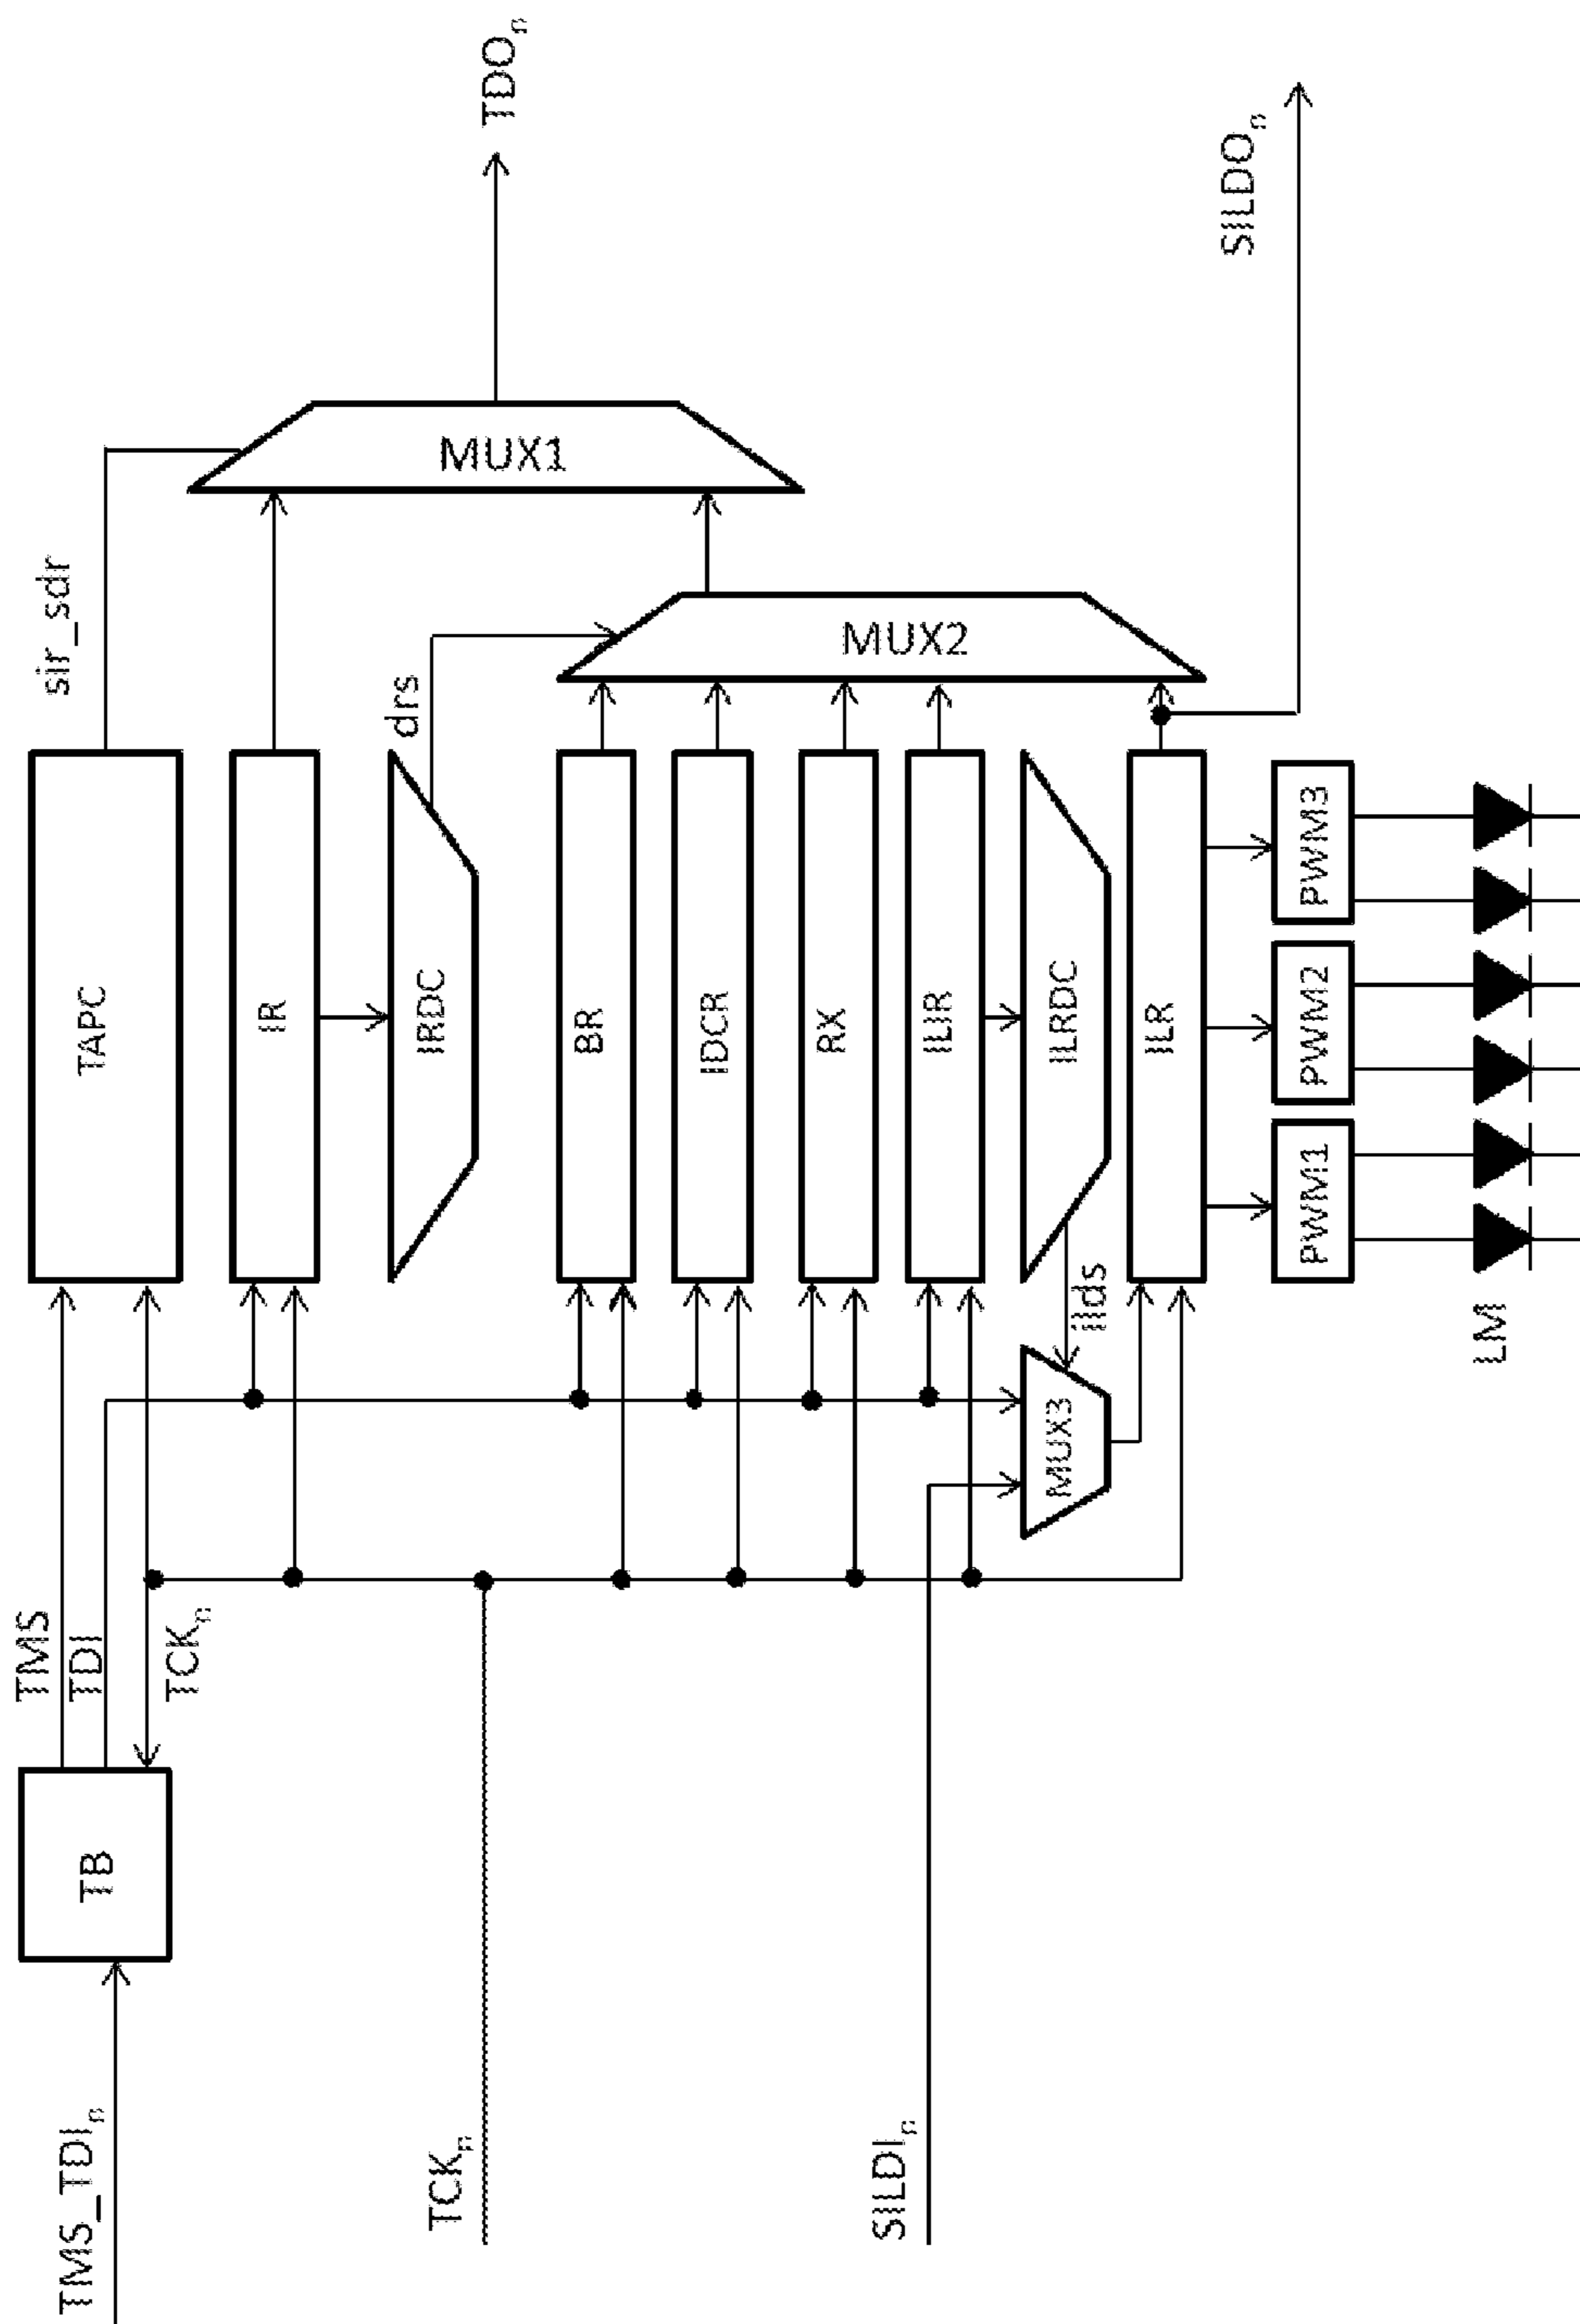 TMS_TDIₙ
TB
TMS
TDI
TCKₙ
TAPC
sir_sdr
IR
IRDC
drs
MUX1
TDOₙ
TCKₙ
BR
IDCR
RX
ILIR
MUX2
SILDIₙ
MUX3
ilds
ILRDC
ILR
SILDOₙ
PWM1
PWM2
PWM3
LM